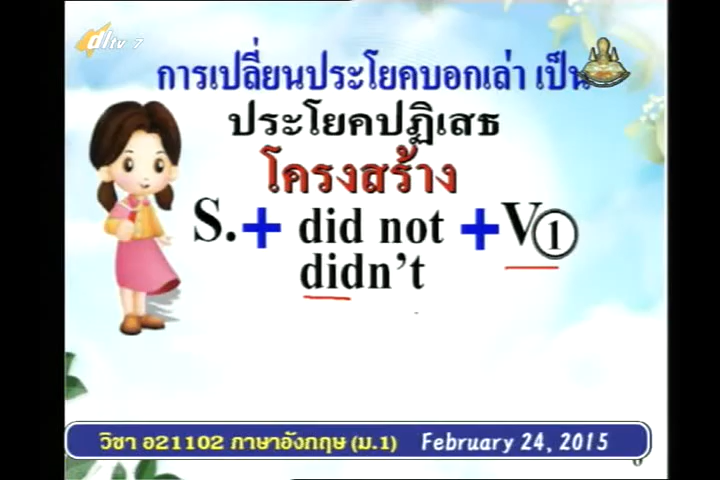 dltv 7
การเปลี่ยนประโยคบอกเล่า เป็น
ประโยคปฏิเสธ
โครงสร้าง
S. + did not + V①
didn't
วิชา อ21102 ภาษาอังกฤษ (ม.1) February 24, 2015